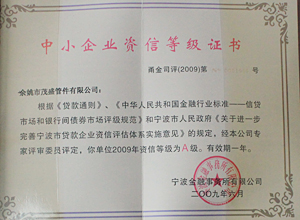 中小企业资信等级证书
甬金司评(2009)第 号
余姚市茂盛管件有限公司：
根据《贷款通则》、《中华人民共和国金融行业标准——信贷
市场和银行间债券市场评级规范》和宁波市人民政府《关于进一
步完善宁波市贷款企业资信评估体系实施意见》的规定，经本公司专
家评审委员评定，你单位2009年资信等级为A级。有效期一年。
宁波金融事务所有限公司
二〇〇九年六月